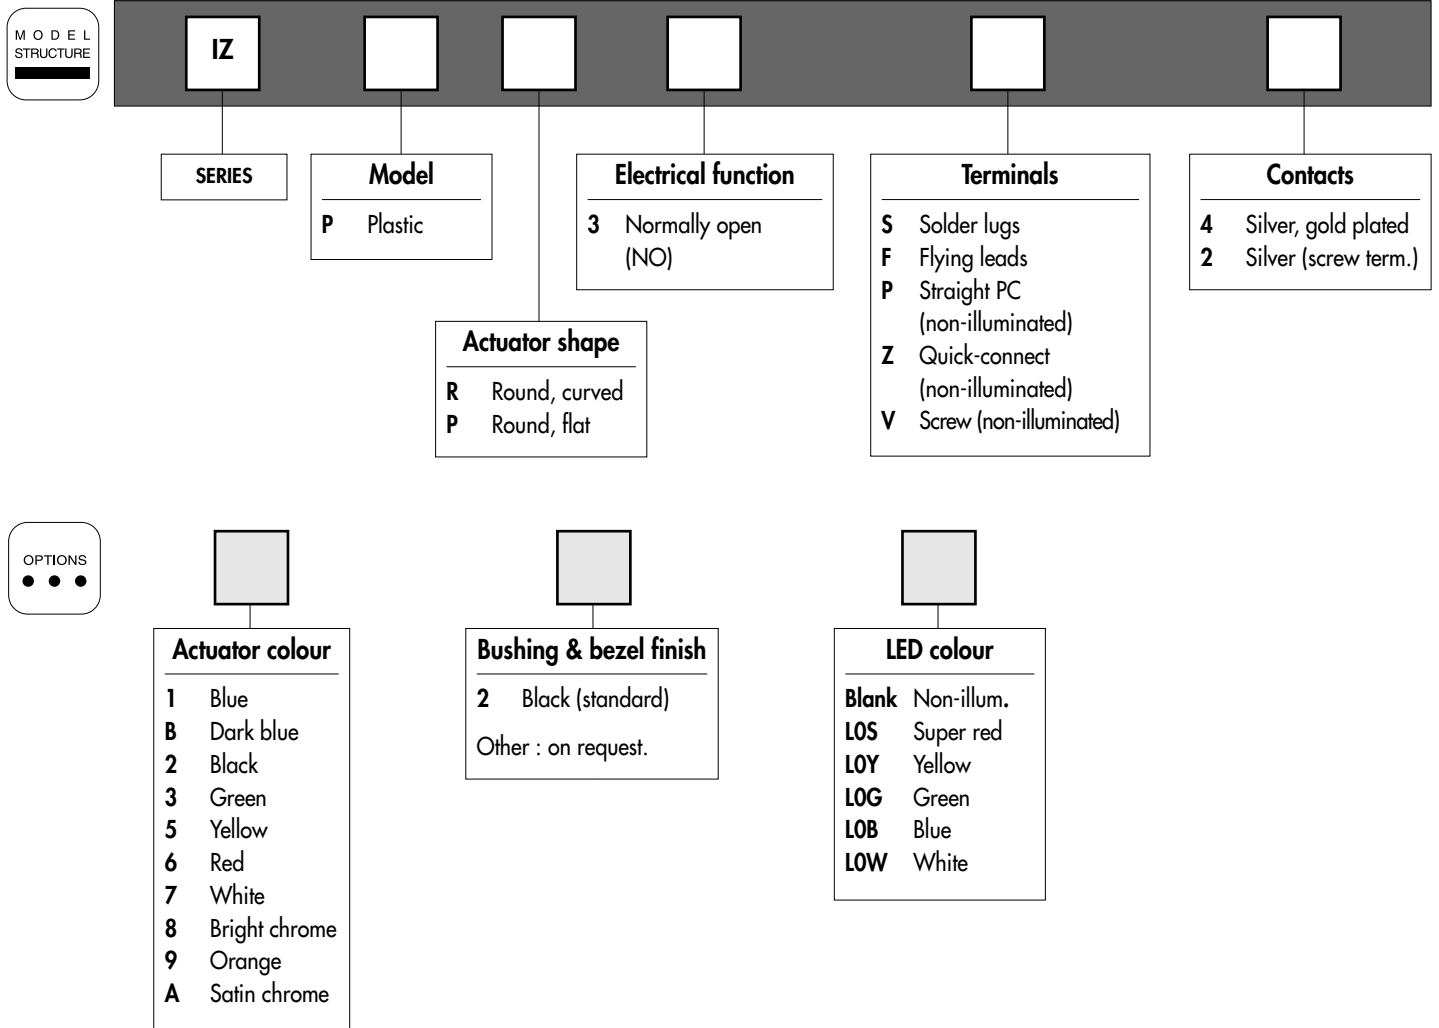 MODEL
STRUCTURE
IZ
SERIES
Model
P Plastic
Actuator shape
R Round, curved
P Round, flat
Electrical function
3 Normally open
(NO)
Terminals
S Solder lugs
F Flying leads
P Straight PC
(non-illuminated)
Z Quick-connect
(non-illuminated)
V Screw (non-illuminated)
Contacts
4 Silver, gold plated
2 Silver (screw term.)
OPTIONS
Actuator colour
1 Blue
B Dark blue
2 Black
3 Green
5 Yellow
6 Red
7 White
8 Bright chrome
9 Orange
A Satin chrome
Bushing & bezel finish
2 Black (standard)
Other : on request.
LED colour
Blank Non-illum.
L0S Super red
L0Y Yellow
L0G Green
L0B Blue
L0W White